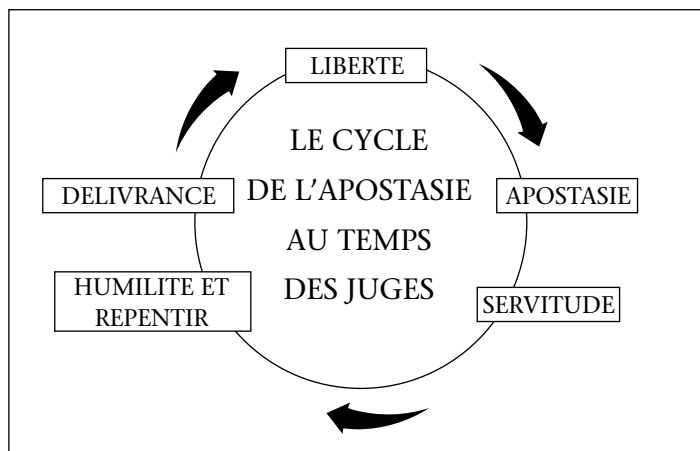 LIBERTE
LE CYCLE
DE L'APOSTASIE
AU TEMPS
DES JUGES
APOSTASIE
SERVITUDE
HUMILITE ET
REPENTIR
DELIVRANCE